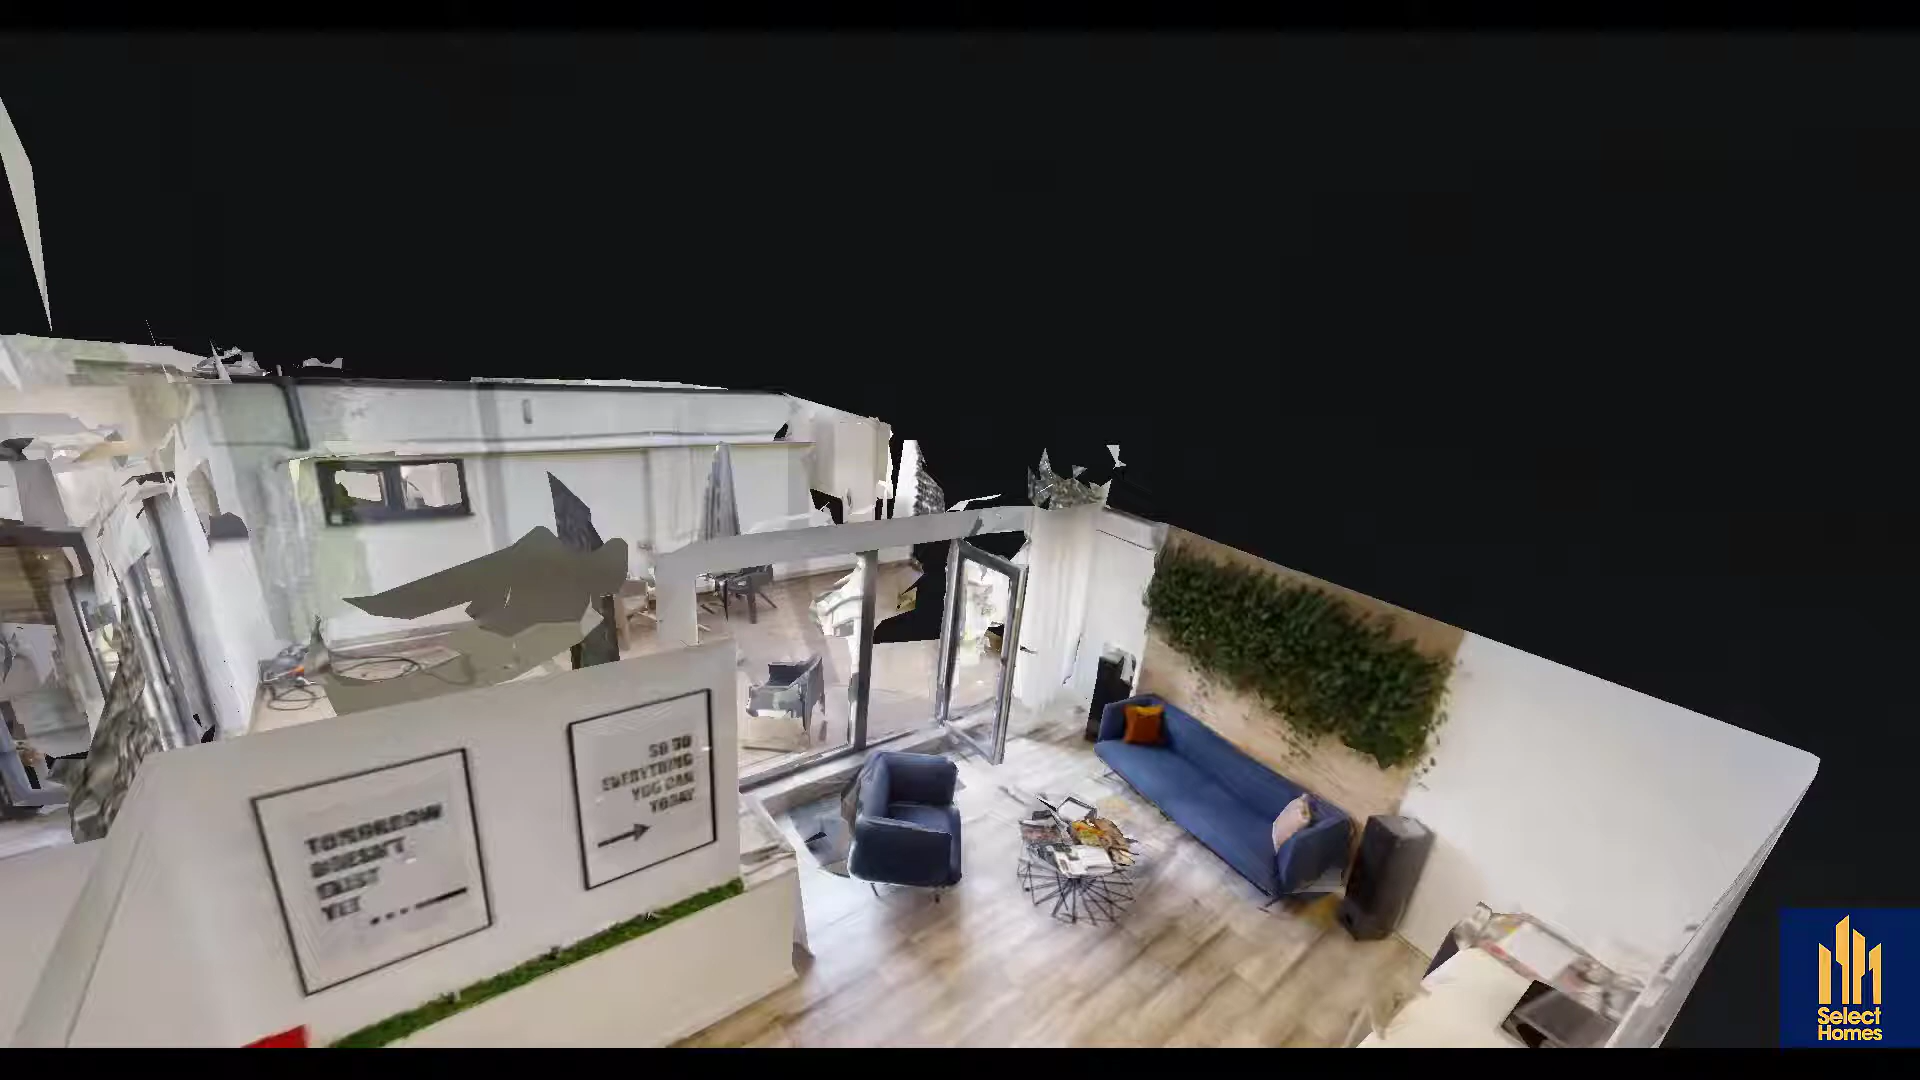 TOMORROW
DOESN'T
EXIST
YET
SO DO
EVERYTHING
YOU CAN
TODAY
Select
Homes